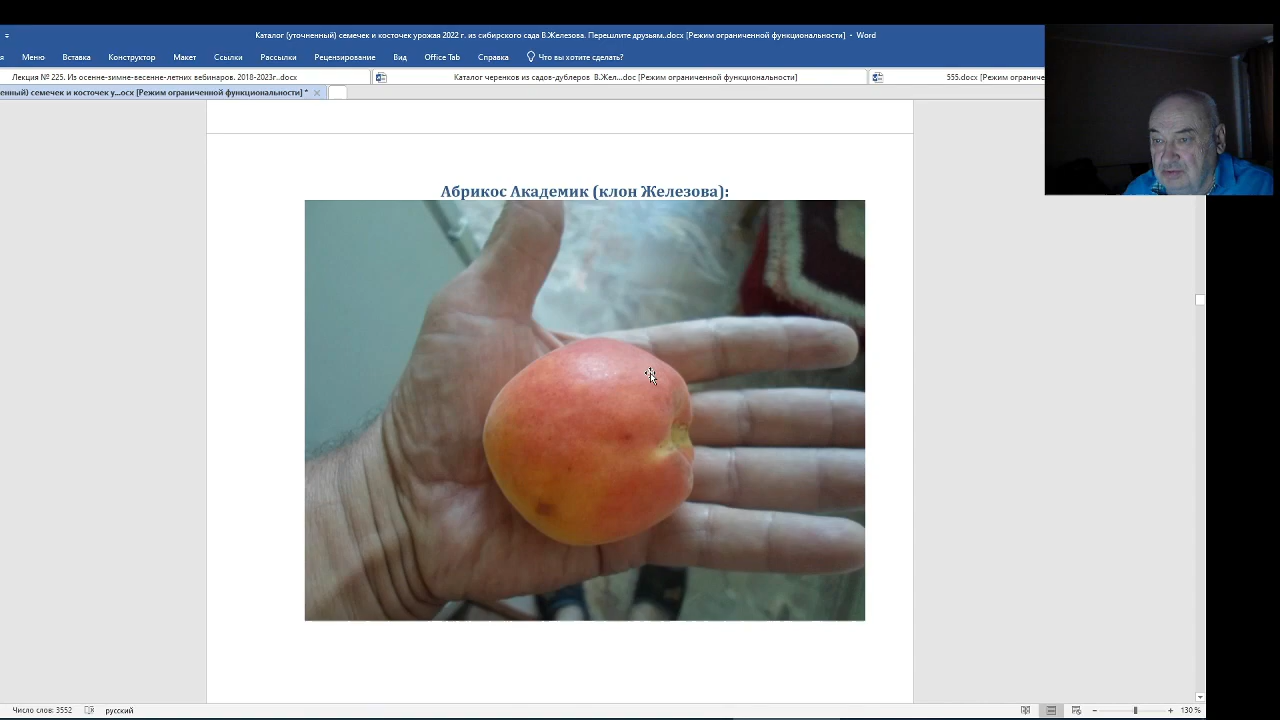 Каталог (уточненный) семечек и косточек урожая 2022 г. из сибирского сада В.Железова. Перешлите друзьям..docx [Режим ограниченной функциональности] - Word
Меню Вставка Конструктор Макет Ссылки Рассылки Рецензирование Вид Office Tab Справка Что вы хотите сделать?
Лекция № 225. Из осенне-зимне-весенне-летних вебинаров. 2018-2023г..docx Каталог черенков из садов-дублеров В.Жел...doc [Режим ограниченной функциональности] 555.docx [Режим ограниче
енный) семечек и косточек у...ocx [Режим ограниченной функциональности] *
Абрикос Академик (клон Железова):
Число слов: 3552 русский 130 %